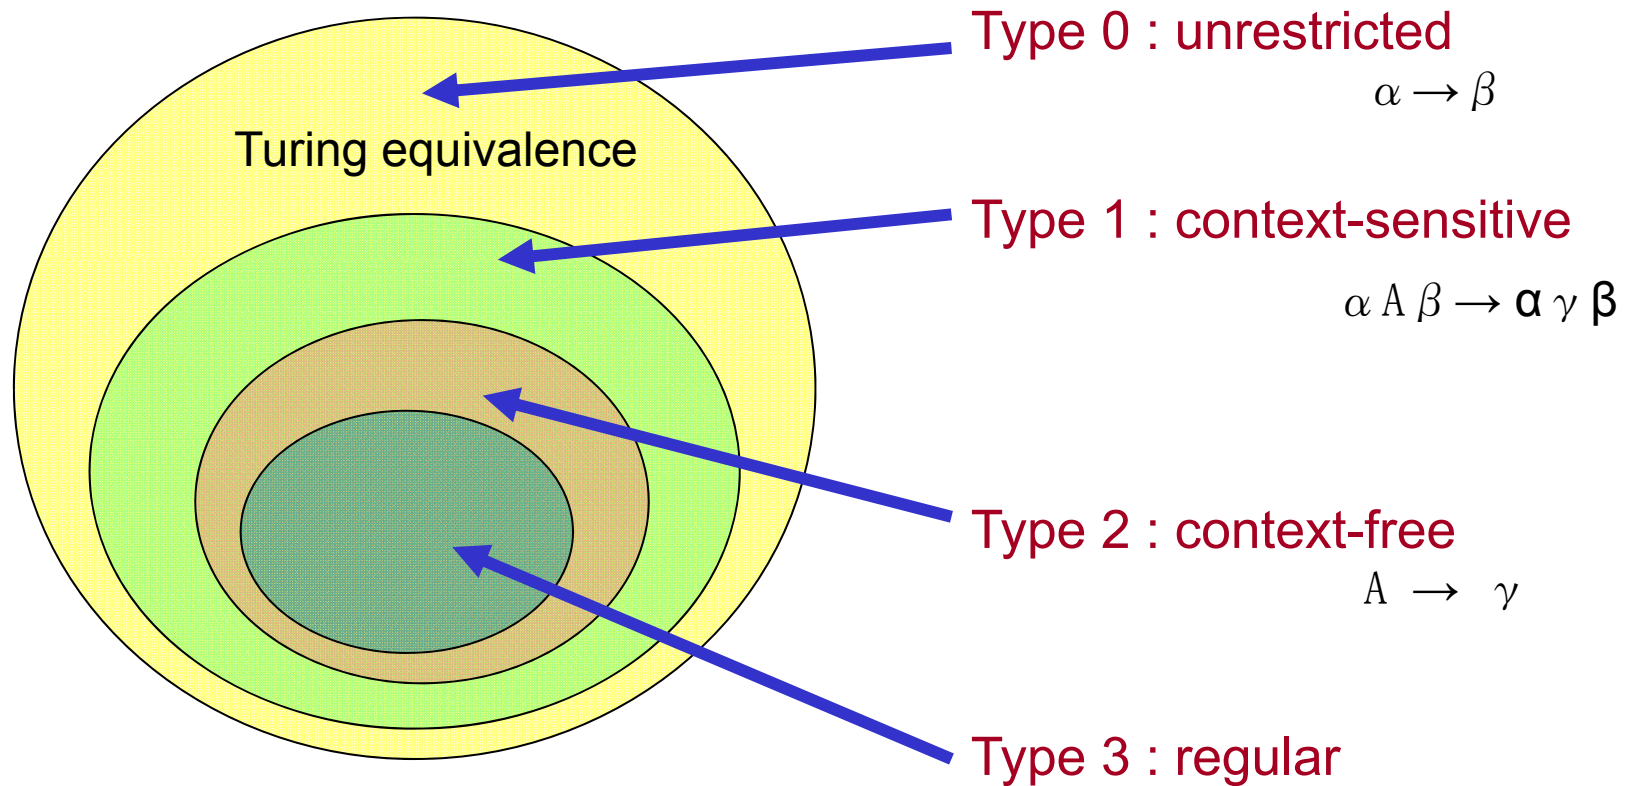 Type 0 : unrestricted
α → β
Turing equivalence
Type 1 : context-sensitive
α A β → α γ β
Type 2 : context-free
A → γ
Type 3 : regular